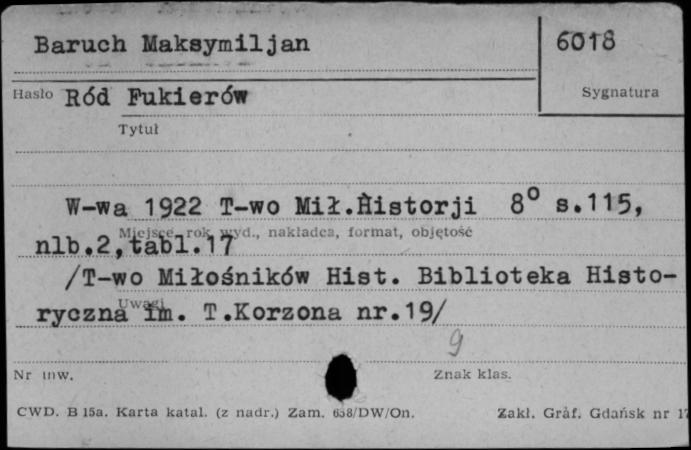 Baruch Maksymiljan
6018
Hasło Ród Fukierów
Sygnatura
Tytuł
W-wa 1922 T-wo Mił.Historji 8° s.115,
Miejsce, rok wyd., nakładca, format, objętość
nlb.2,tabl.17
/T-wo Miłośników Hist. Biblioteka Histo-
Uwagi
ryczna im. T.Korzona nr.19/
9
Nr inw.
Znak klas.
CWD. B 15a. Karta katal. (z nadr.) Zam. 658/DW/On.
Zakł. Graf. Gdańsk nr 17